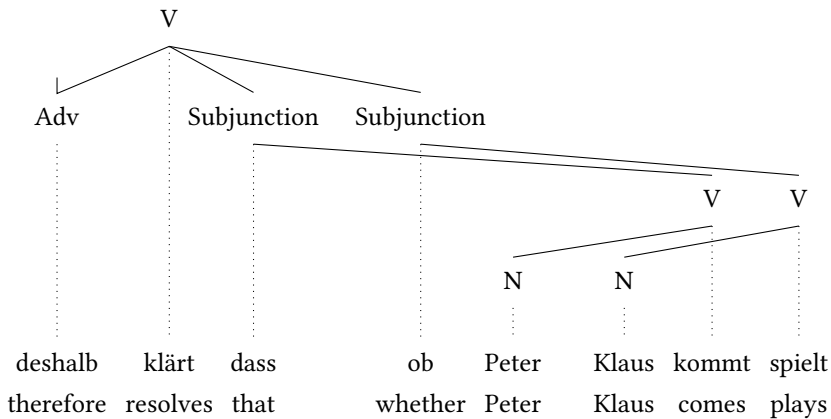 V
Adv Subjunction Subjunction
V V
N N
deshalb klärt dass ob Peter Klaus kommt spielt
therefore resolves that whether Peter Klaus comes plays